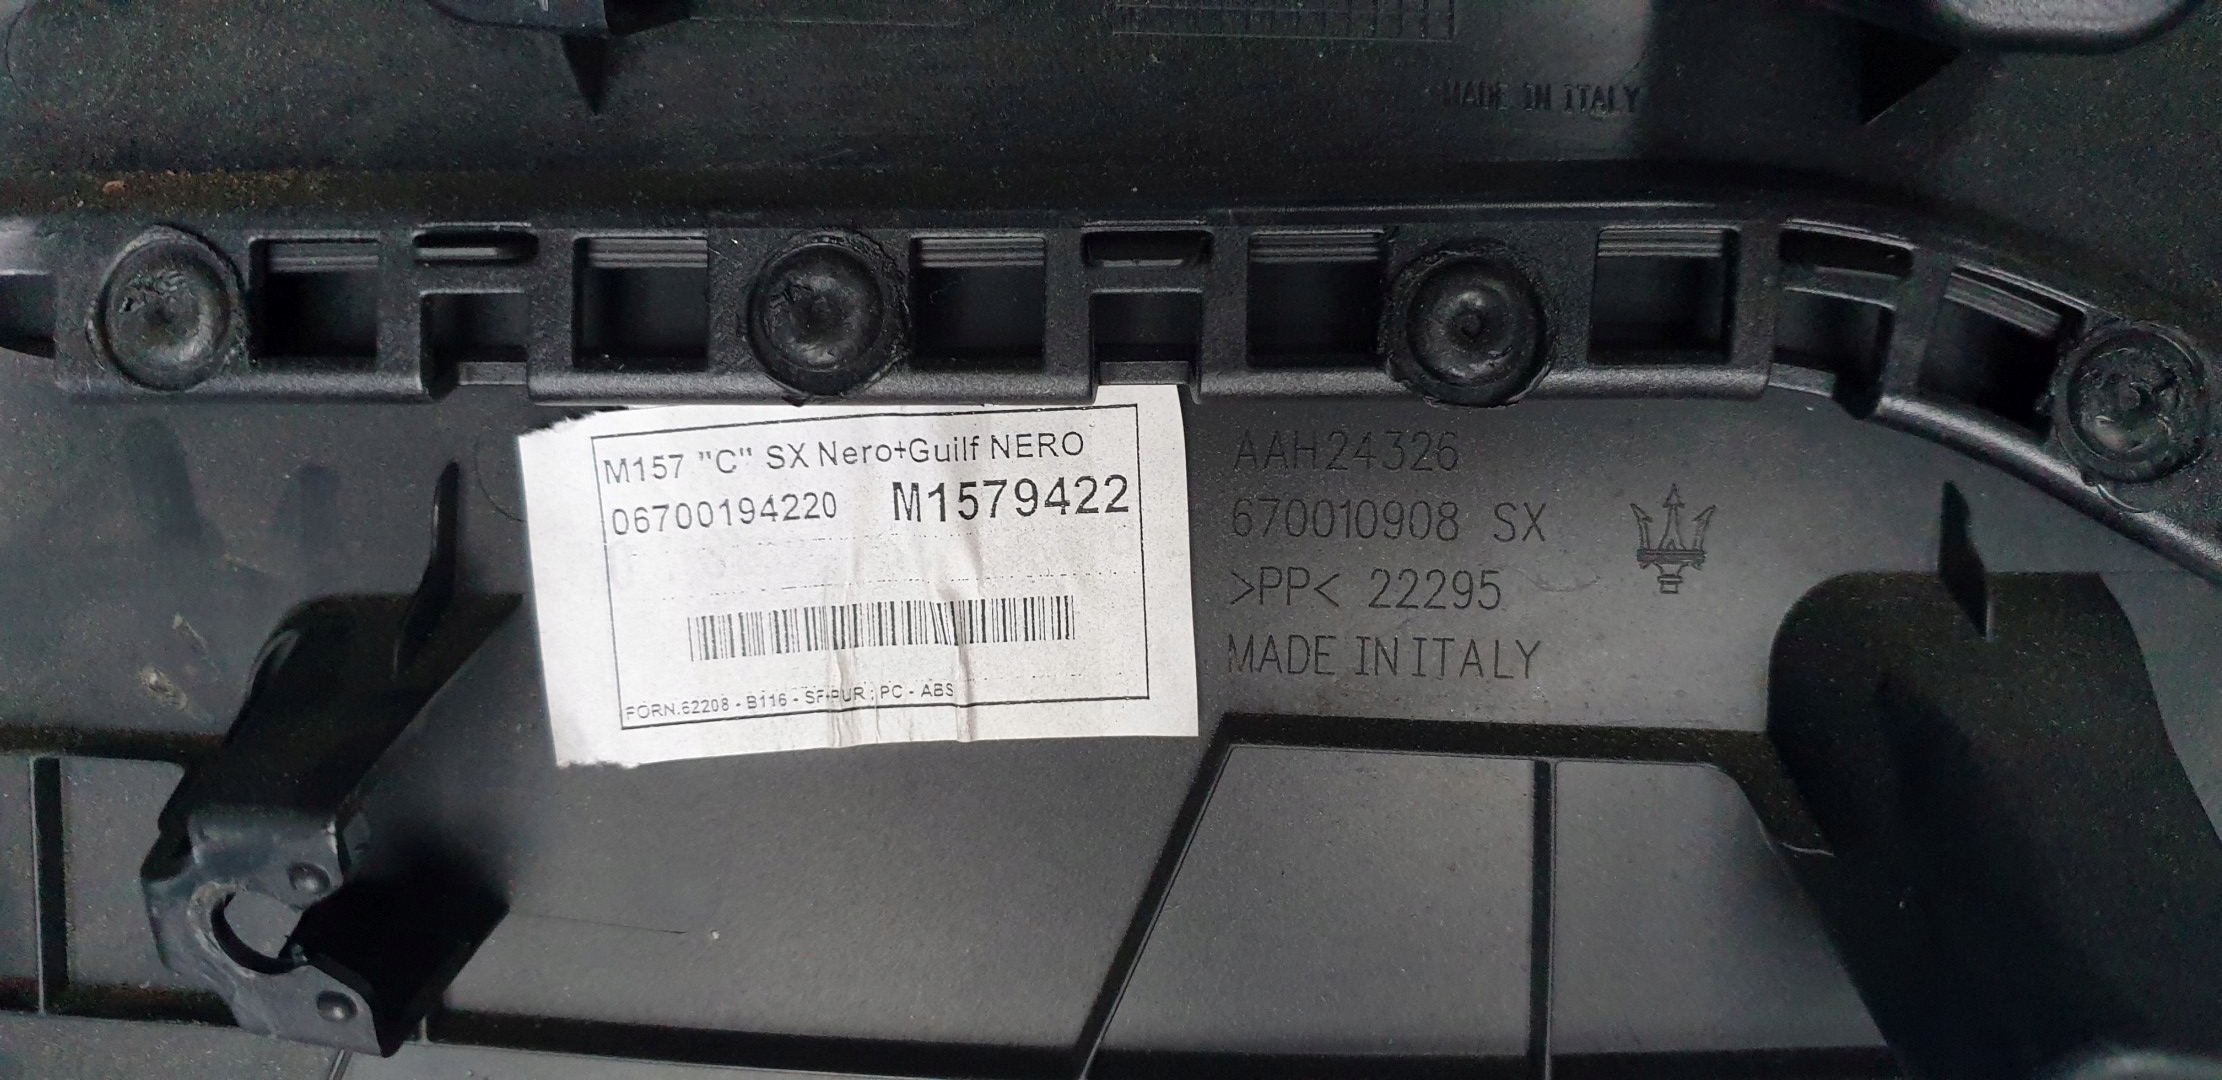 MADE IN ITALY
M157 "C" SX Nero+Guilf NERO
06700194220 M1579422
FORN.62208 - B116 - SF+PUR : PC - ABS
AAH24326
670010908 SX
>PP< 22295
MADE IN ITALY